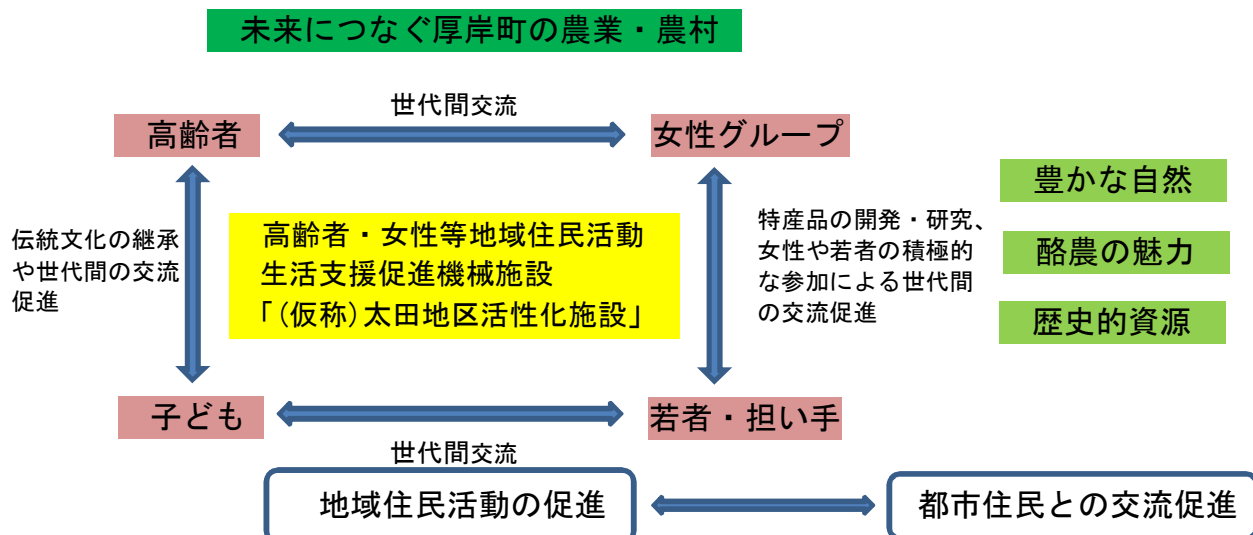 未来につなぐ厚岸町の農業・農村
世代間交流
高齢者
女性グループ
豊かな自然
伝統文化の継承
や世代間の交流
促進
高齢者・女性等地域住民活動
生活支援促進機械施設
「(仮称)太田地区活性化施設」
特産品の開発・研究、
女性や若者の積極的
な参加による世代間
の交流促進
酪農の魅力
歴史的資源
子ども
若者・担い手
世代間交流
地域住民活動の促進
都市住民との交流促進